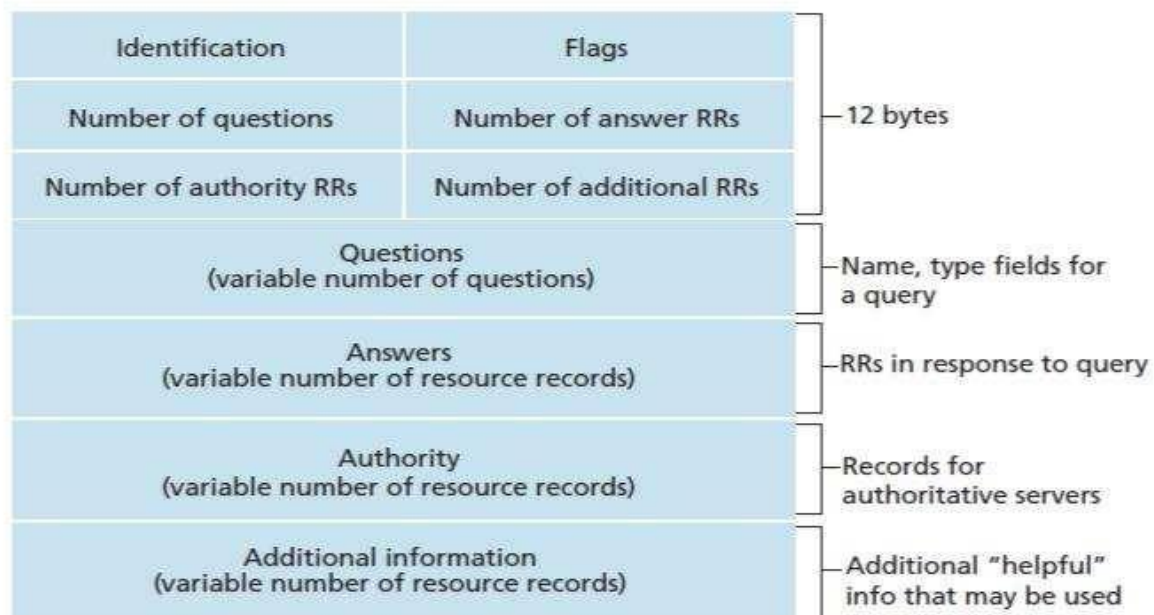 Identification
Flags
Number of questions
Number of answer RRs
12 bytes
Number of authority RRs
Number of additional RRs
Questions
(variable number of questions)
Name, type fields for
a query
Answers
(variable number of resource records)
RRs in response to query
Authority
(variable number of resource records)
Records for
authoritative servers
Additional information
(variable number of resource records)
Additional “helpful”
info that may be used